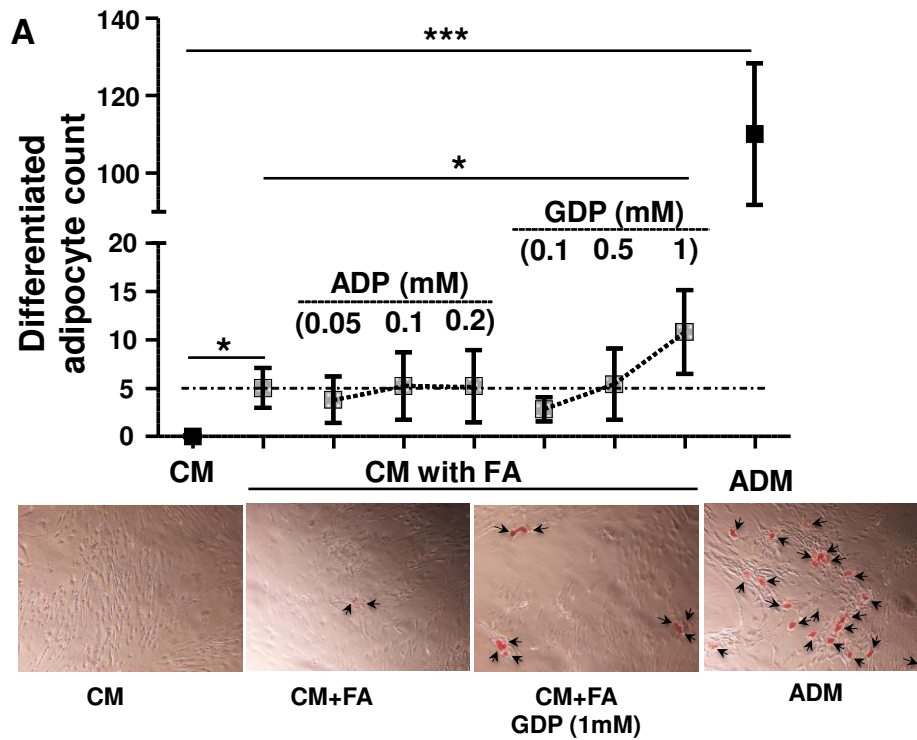 A
Differentiated
adipocyte count
140
120
100
20
15
10
5
0
***
*
*
GDP (mM)
(0.1 0.5 1)
ADP (mM)
(0.05 0.1 0.2)
CM
CM with FA
ADM
CM
CM+FA
CM+FA
GDP (1mM)
ADM